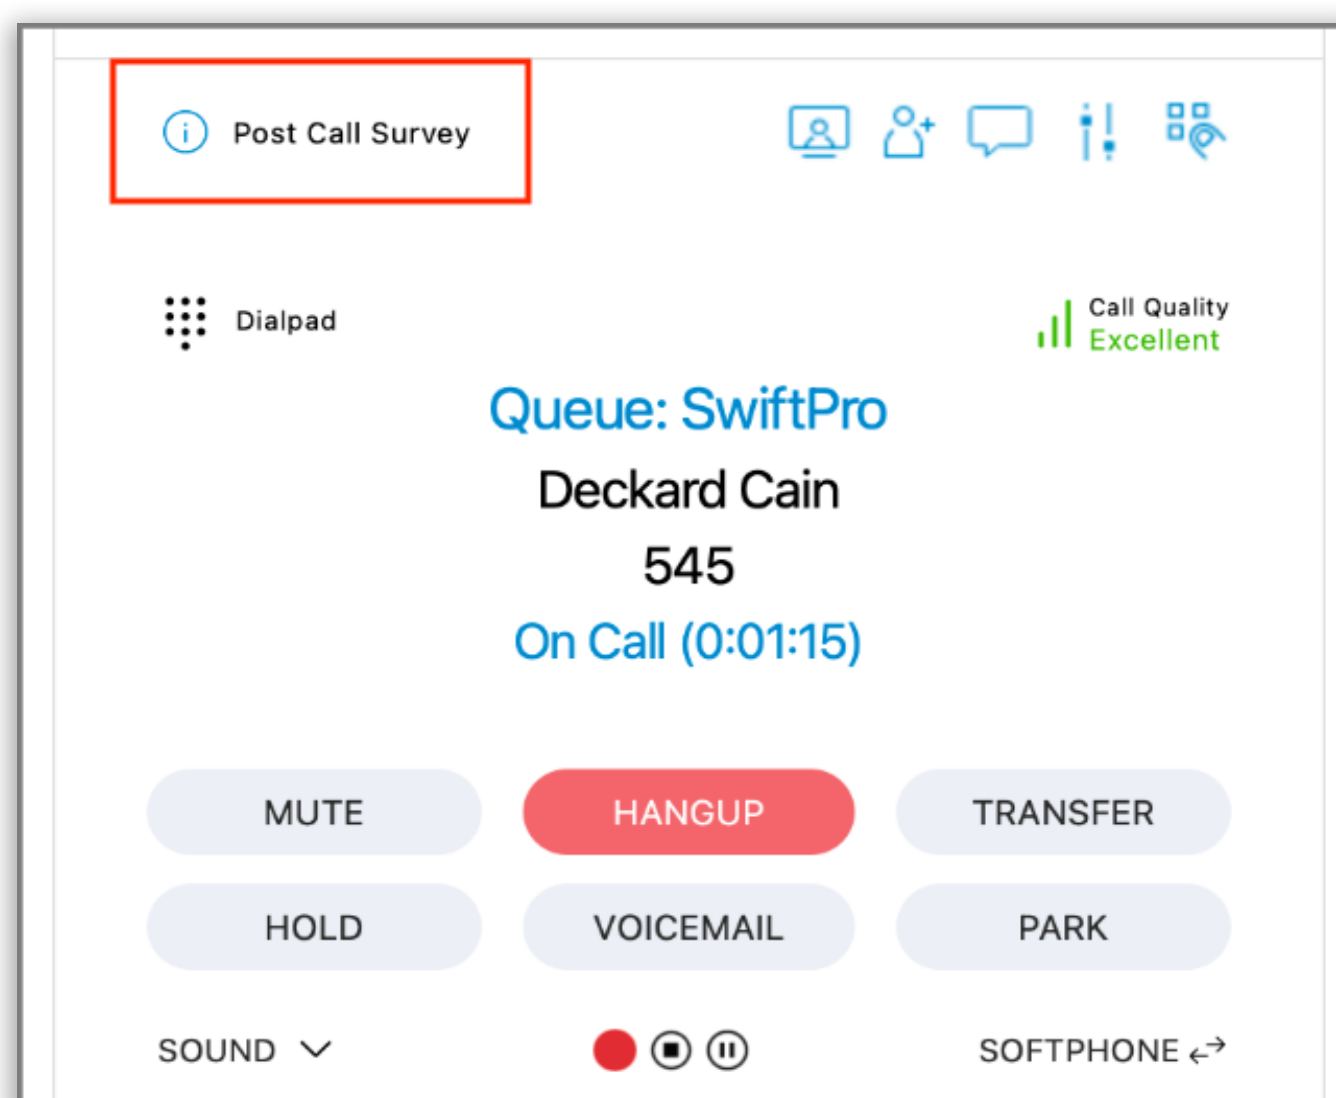 Post Call Survey
Dialpad
Call Quality
Excellent
Queue: SwiftPro
Deckard Cain
545
On Call (0:01:15)
MUTE
HANGUP
TRANSFER
HOLD
VOICEMAIL
PARK
SOUND
SOFTPHONE